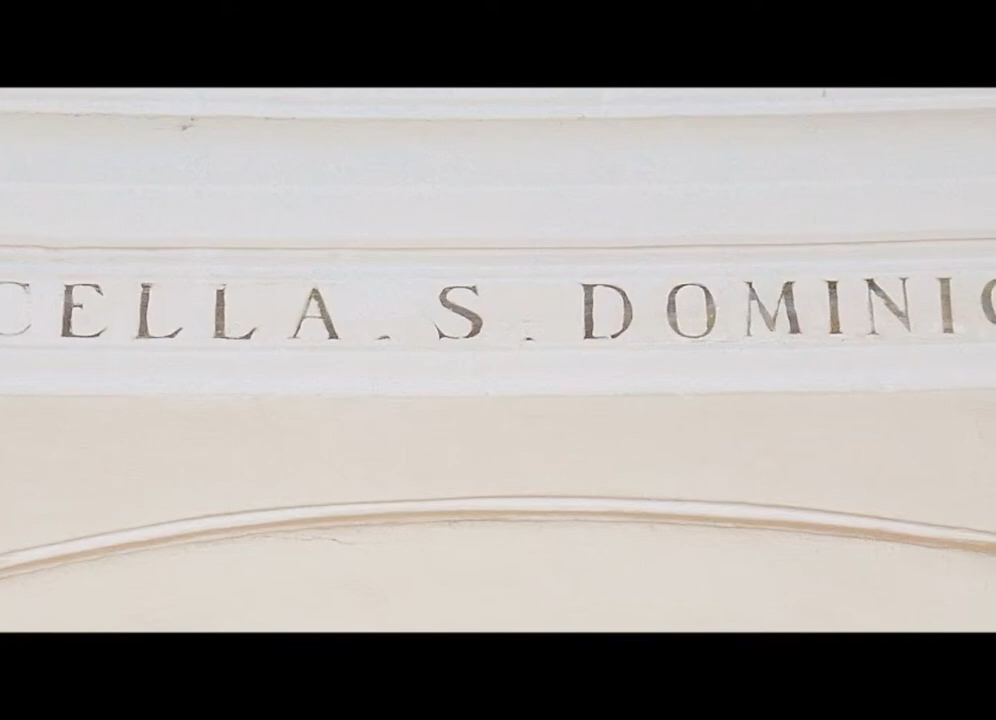 CELLA . S . DOMINIC